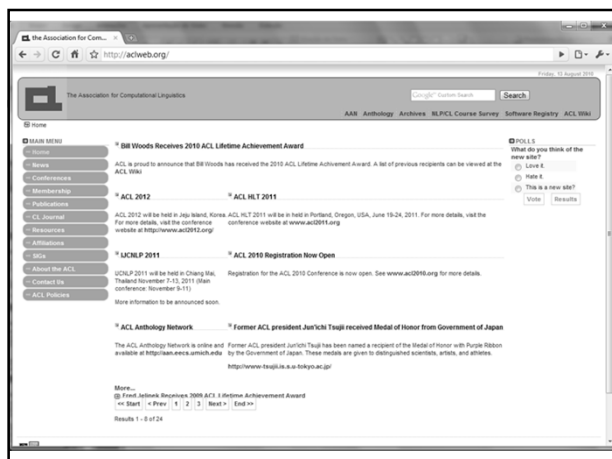 the Association for Com...
http://aclweb.org/
Friday, 13 August 2010
The Association for Computational Linguistics
Google™ Custom Search
Search
AAN Anthology Archives NLP/CL Course Survey Software Registry ACL Wiki
Home
MAIN MENU
Home
News
Conferences
Membership
Publications
CL Journal
Resources
Affiliations
SIGs
About the ACL
Contact Us
ACL Policies
Bill Woods Receives 2010 ACL Lifetime Achievement Award
ACL is proud to announce that Bill Woods has received the 2010 ACL Lifetime Achievement Award. A list of previous recipients can be viewed at the
ACL Wiki
ACL 2012
ACL 2012 will be held in Jeju Island, Korea.
For more details, visit the conference
website at http://www.acl2012.org/
ACL HLT 2011
ACL HLT 2011 will be in held in Portland, Oregon, USA, June 19-24, 2011. For more details, visit the
conference website at www.acl2011.org
IJCNLP 2011
IJCNLP 2011 will be held in Chiang Mai,
Thailand November 7-13, 2011 (Main
conference: November 9-11)
More information to be announced soon.
ACL 2010 Registration Now Open
Registration for the ACL 2010 Conference is now open. See www.acl2010.org for more details.
ACL Anthology Network
The ACL Anthology Network is online and
available at http://aan.eecs.umich.edu
Former ACL president Jun'ichi Tsujii received Medal of Honor from Government of Japan
Former ACL president Jun'ichi Tsujii has been named a recipient of the Medal of Honor with Purple Ribbon
by the Government of Japan. These medals are given to distinguished scientists, artists, and athletes.
http://www-tsujii.is.s.u-tokyo.ac.jp/
More...
Fred Jelinek Receives 2009 ACL Lifetime Achievement Award
<< Start < Prev 1 2 3 Next > End >>
Results 1 - 8 of 24
POLLS
What do you think of the
new site?
Love it.
Hate it.
This is a new site?
Vote Results